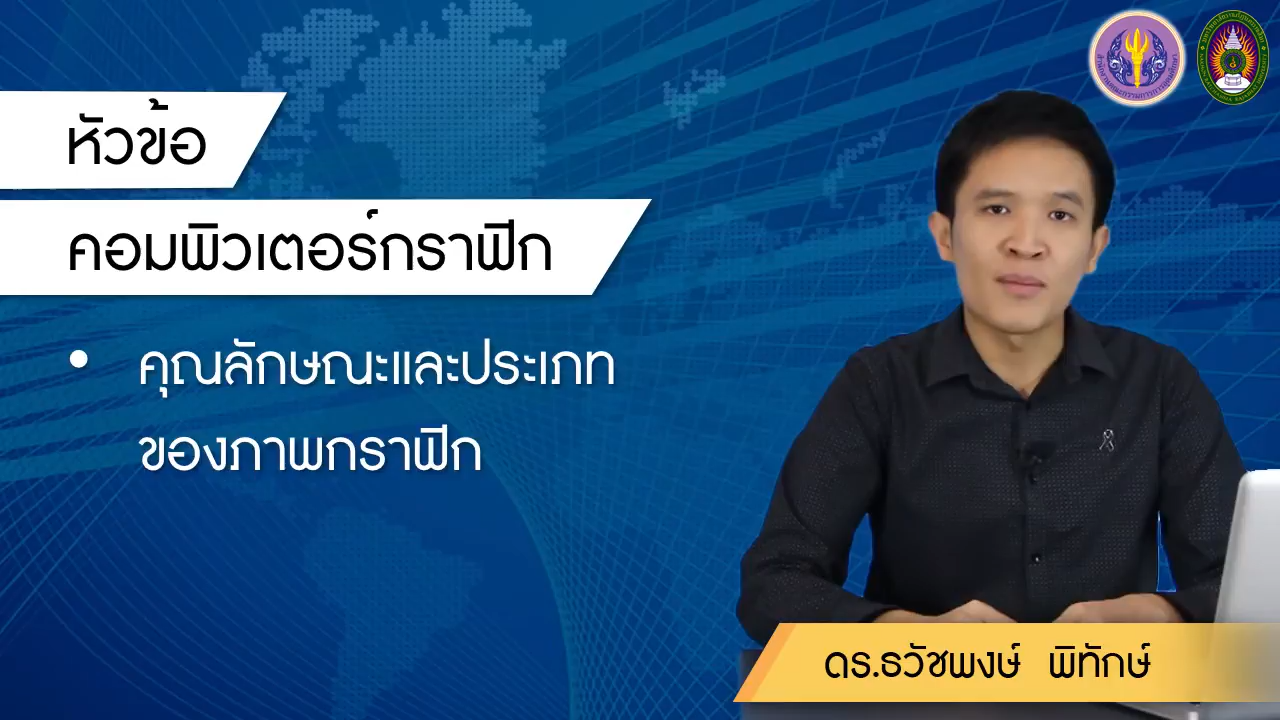 หัวข้อ
คอมพิวเตอร์กราฟิก
• คุณลักษณะและประเภท
ของภาพกราฟิก
ดร.ธวัชพงษ์ พิทักษ์